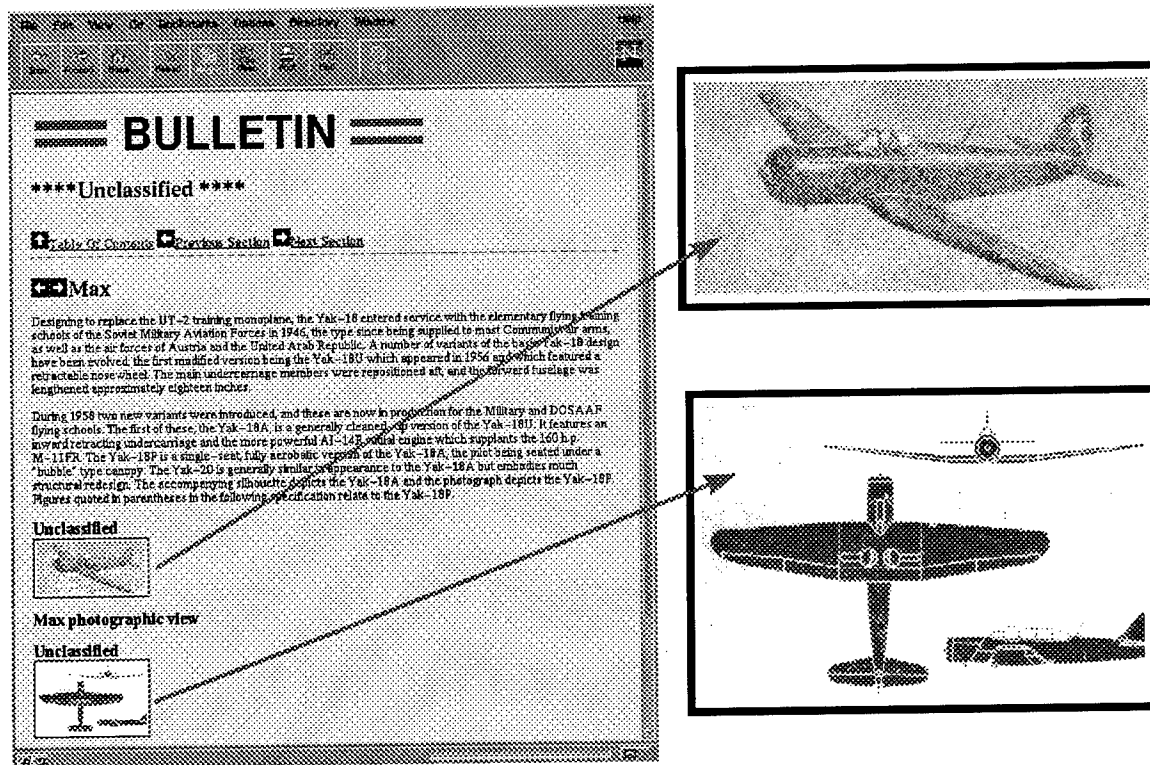 File Edit View Go Bookmarks Options Directory Window Help
BULLETIN
****Unclassified ****
Table Of Contents Previous Section Next Section
Max
Designing to replace the UT-2 training monoplane, the Yak-18 entered service with the elementary flying training
schools of the Soviet Military Aviation Forces in 1946, the type since being supplied to most Communist air arms,
as well as the air forces of Austria and the United Arab Republic. A number of variants of the basic Yak-18 design
have been evolved, the first modified version being the Yak-18U which appeared in 1956 and which featured a
retractable nosewheel. The main undercarriage members were repositioned aft, and the forward fuselage was
lengthened approximately eighteen inches.
During 1958 two new variants were introduced, and these are now in production for the Military and DOSAAF
flying schools. The first of these, the Yak-18A, is a generally cleaned-up version of the Yak-18U. It features an
inward retracting undercarriage and the more powerful AI-14R radial engine which supplants the 160 h.p.
M-11FR. The Yak-18P is a single-seat, fully aerobatic version of the Yak-18A, the pilot being seated under a
"bubble" type canopy. The Yak-20 is generally similar in appearance to the Yak-18A but embodies much
structural redesign. The accompanying silhouette depicts the Yak-18A and the photograph depicts the Yak-18P.
Figures quoted in parentheses in the following specification relate to the Yak-18P.
Unclassified
Max photographic view
Unclassified